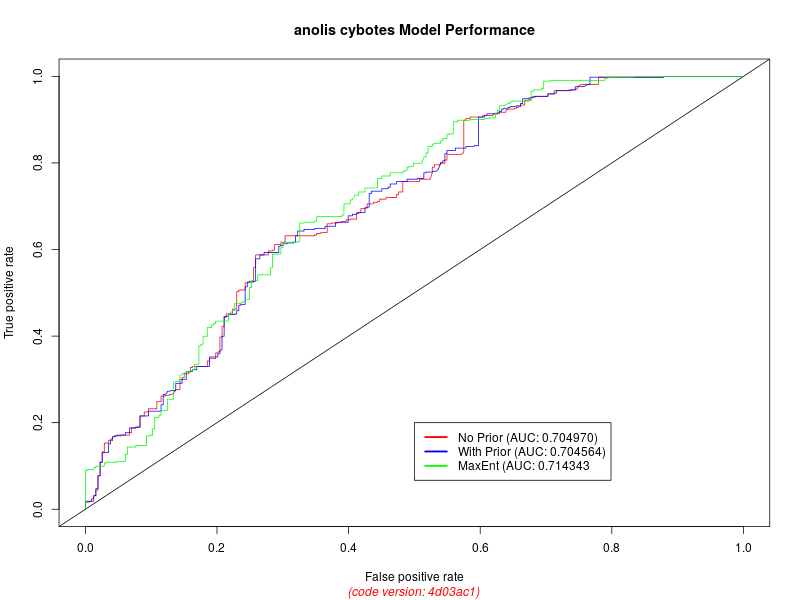 anolis cybotes Model Performance
True positive rate
1.0
0.8
0.6
0.4
0.2
0.0
No Prior (AUC: 0.704970)
With Prior (AUC: 0.704564)
MaxEnt (AUC: 0.714343
0.0 0.2 0.4 0.6 0.8 1.0
False positive rate
(code version: 4d03ac1)